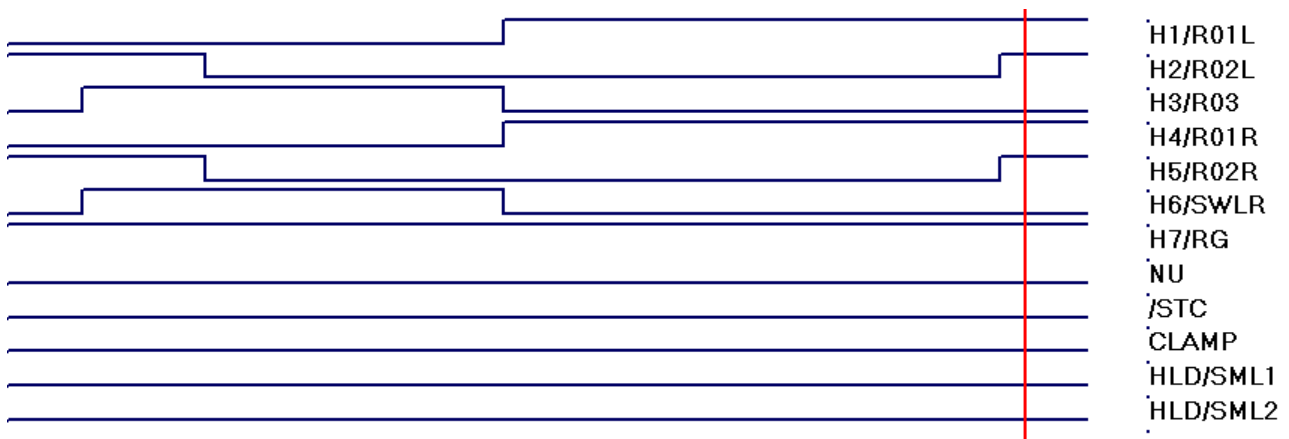 H1/R01L
H2/R02L
H3/R03
H4/R01R
H5/R02R
H6/SWLR
H7/RG
NU
/STC
CLAMP
HLD/SML1
HLD/SML2